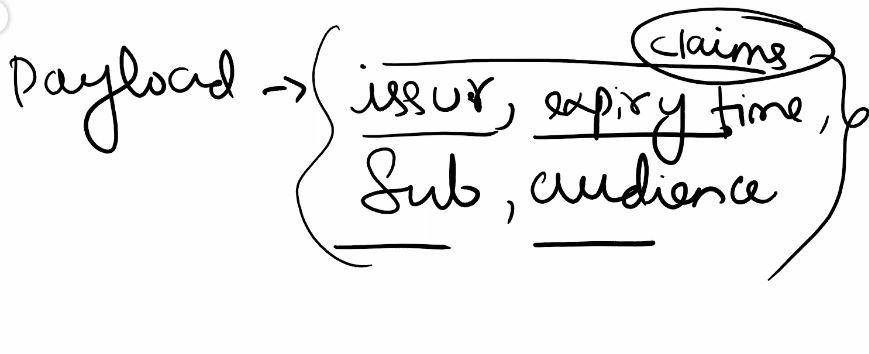 claims
Payload → { issur, expiry time,
Sub, audience }